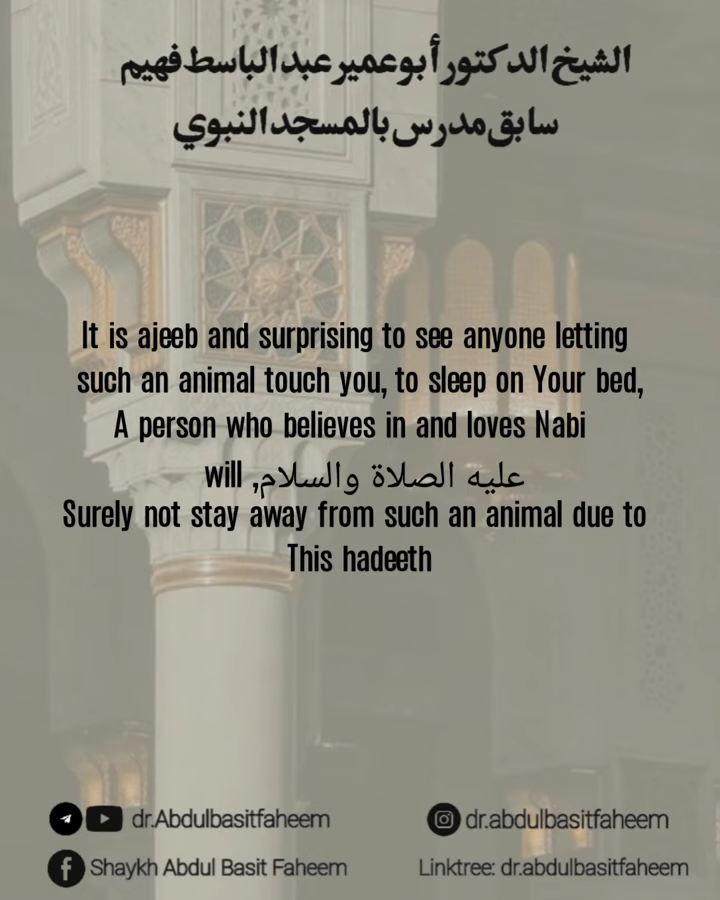 الشيخ الدكتور أبو عمير عبد الباسط فهيم
سابق مدرس بالمسجد النبوي
It is ajeeb and surprising to see anyone letting
such an animal touch you, to sleep on Your bed,
A person who believes in and loves Nabi
will ,عليه الصلاة والسلام
Surely not stay away from such an animal due to
This hadeeth
dr.Abdulbasitfaheem
dr.abdulbasitfaheem
Shaykh Abdul Basit Faheem
Linktree: dr.abdulbasitfaheem